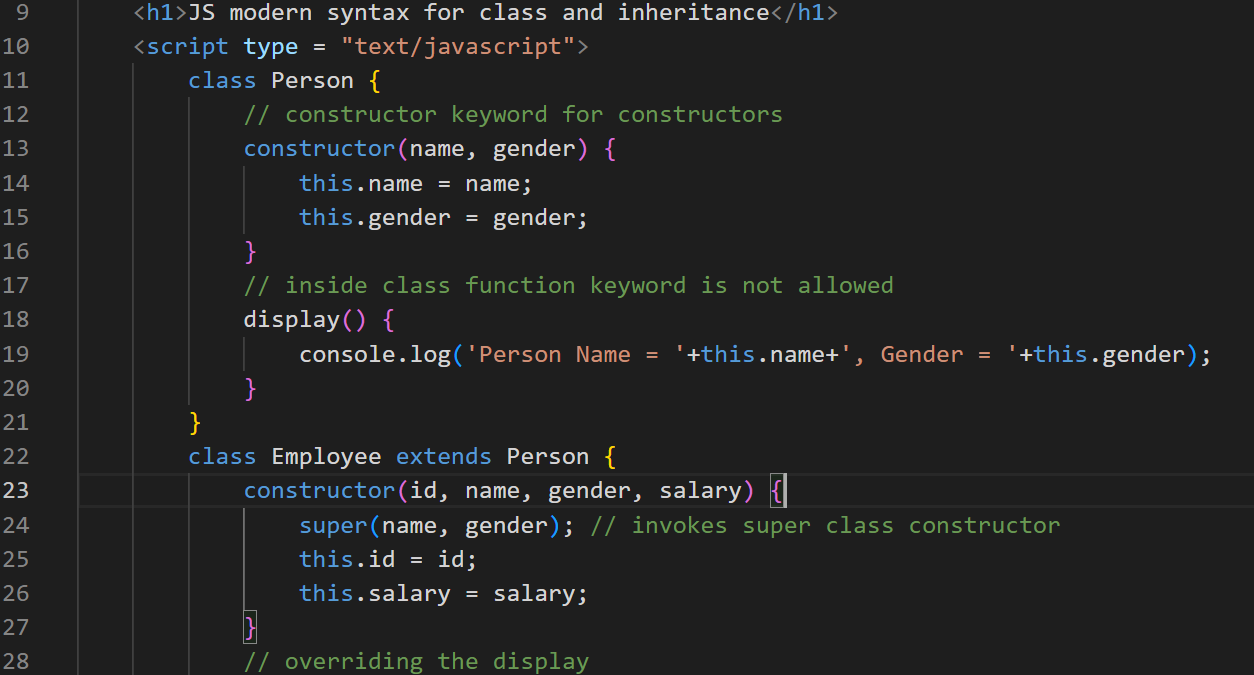 9 <h1>JS modern syntax for class and inheritance</h1>
10 <script type = "text/javascript">
11 class Person {
12 // constructor keyword for constructors
13 constructor(name, gender) {
14 this.name = name;
15 this.gender = gender;
16 }
17 // inside class function keyword is not allowed
18 display() {
19 console.log('Person Name = '+this.name+', Gender = '+this.gender);
20 }
21 }
22 class Employee extends Person {
23 constructor(id, name, gender, salary) {
24 super(name, gender); // invokes super class constructor
25 this.id = id;
26 this.salary = salary;
27 }
28 // overriding the display